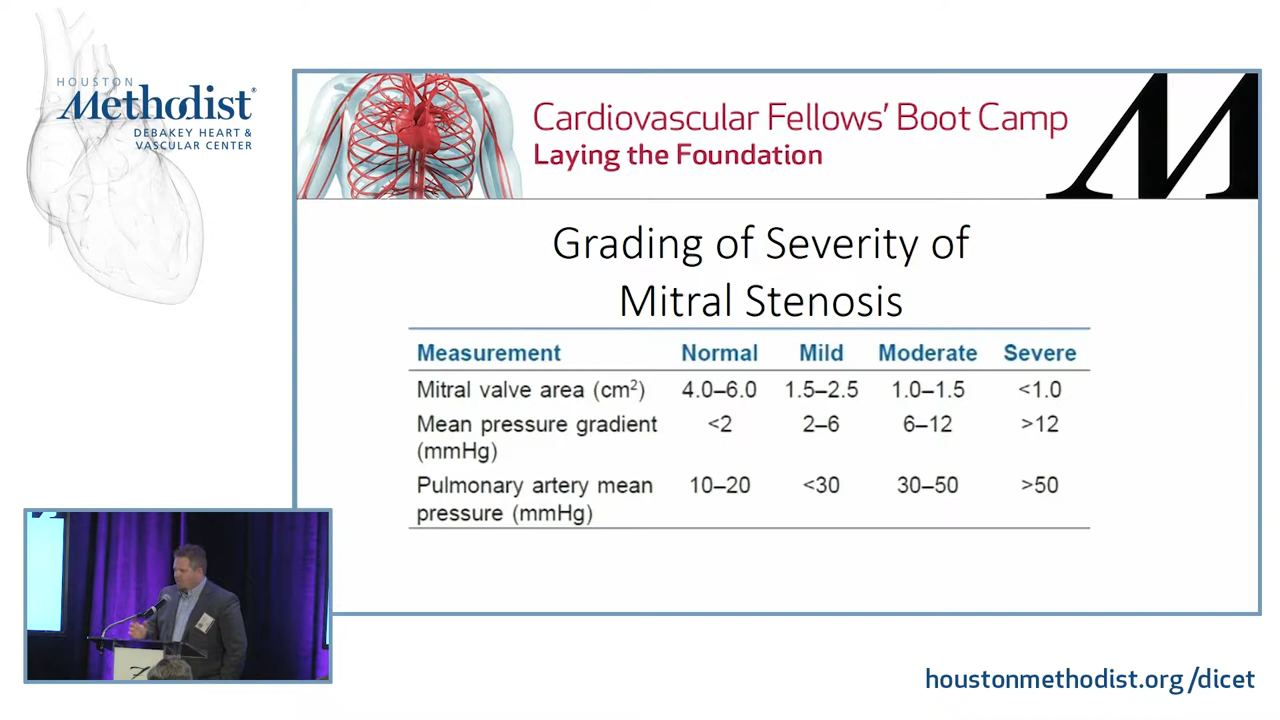 HOUSTON
Methodist®
DEBAKEY HEART &
VASCULAR CENTER
Cardiovascular Fellows' Boot Camp
Laying the Foundation
M
Grading of Severity of
Mitral Stenosis
Measurement Normal Mild Moderate Severe
Mitral valve area (cm²) 4.0–6.0 1.5–2.5 1.0–1.5 <1.0
Mean pressure gradient <2 2–6 6–12 >12
(mmHg)
Pulmonary artery mean 10–20 <30 30–50 >50
pressure (mmHg)
houstonmethodist.org/dicet